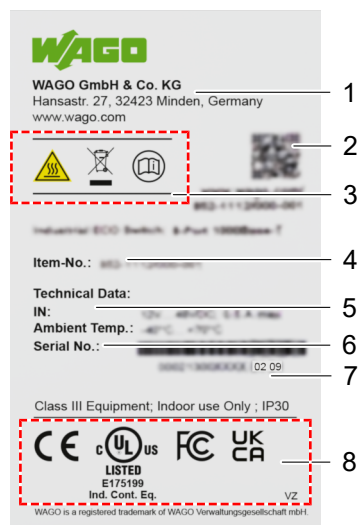 WAGO
WAGO GmbH & Co. KG
Hansastr. 27, 32423 Minden, Germany
www.wago.com
1
2
3
Item-No.:
4
Technical Data:
IN:
5
Ambient Temp.:
Serial No.:
6
02 09
7
Class III Equipment; Indoor use Only ; IP30
CE c UL us FC UK CA
LISTED
E175199
Ind. Cont. Eq.
8
VZ
WAGO is a registered trademark of WAGO Verwaltungsgesellschaft mbH.